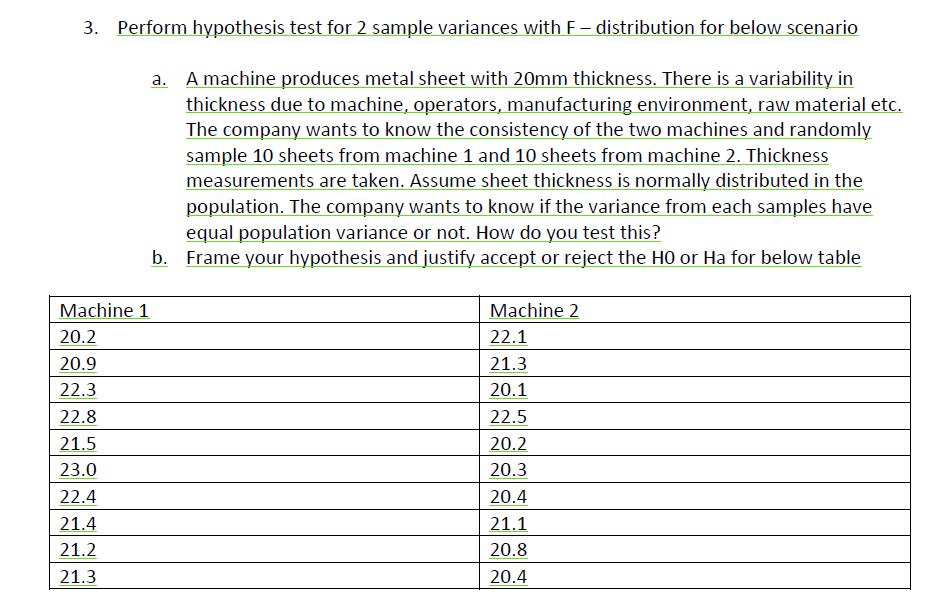 3. Perform hypothesis test for 2 sample variances with F – distribution for below scenario
a. A machine produces metal sheet with 20mm thickness. There is a variability in
thickness due to machine, operators, manufacturing environment, raw material etc.
The company wants to know the consistency of the two machines and randomly
sample 10 sheets from machine 1 and 10 sheets from machine 2. Thickness
measurements are taken. Assume sheet thickness is normally distributed in the
population. The company wants to know if the variance from each samples have
equal population variance or not. How do you test this?
b. Frame your hypothesis and justify accept or reject the H0 or Ha for below table
Machine 1 Machine 2
20.2 22.1
20.9 21.3
22.3 20.1
22.8 22.5
21.5 20.2
23.0 20.3
22.4 20.4
21.4 21.1
21.2 20.8
21.3 20.4